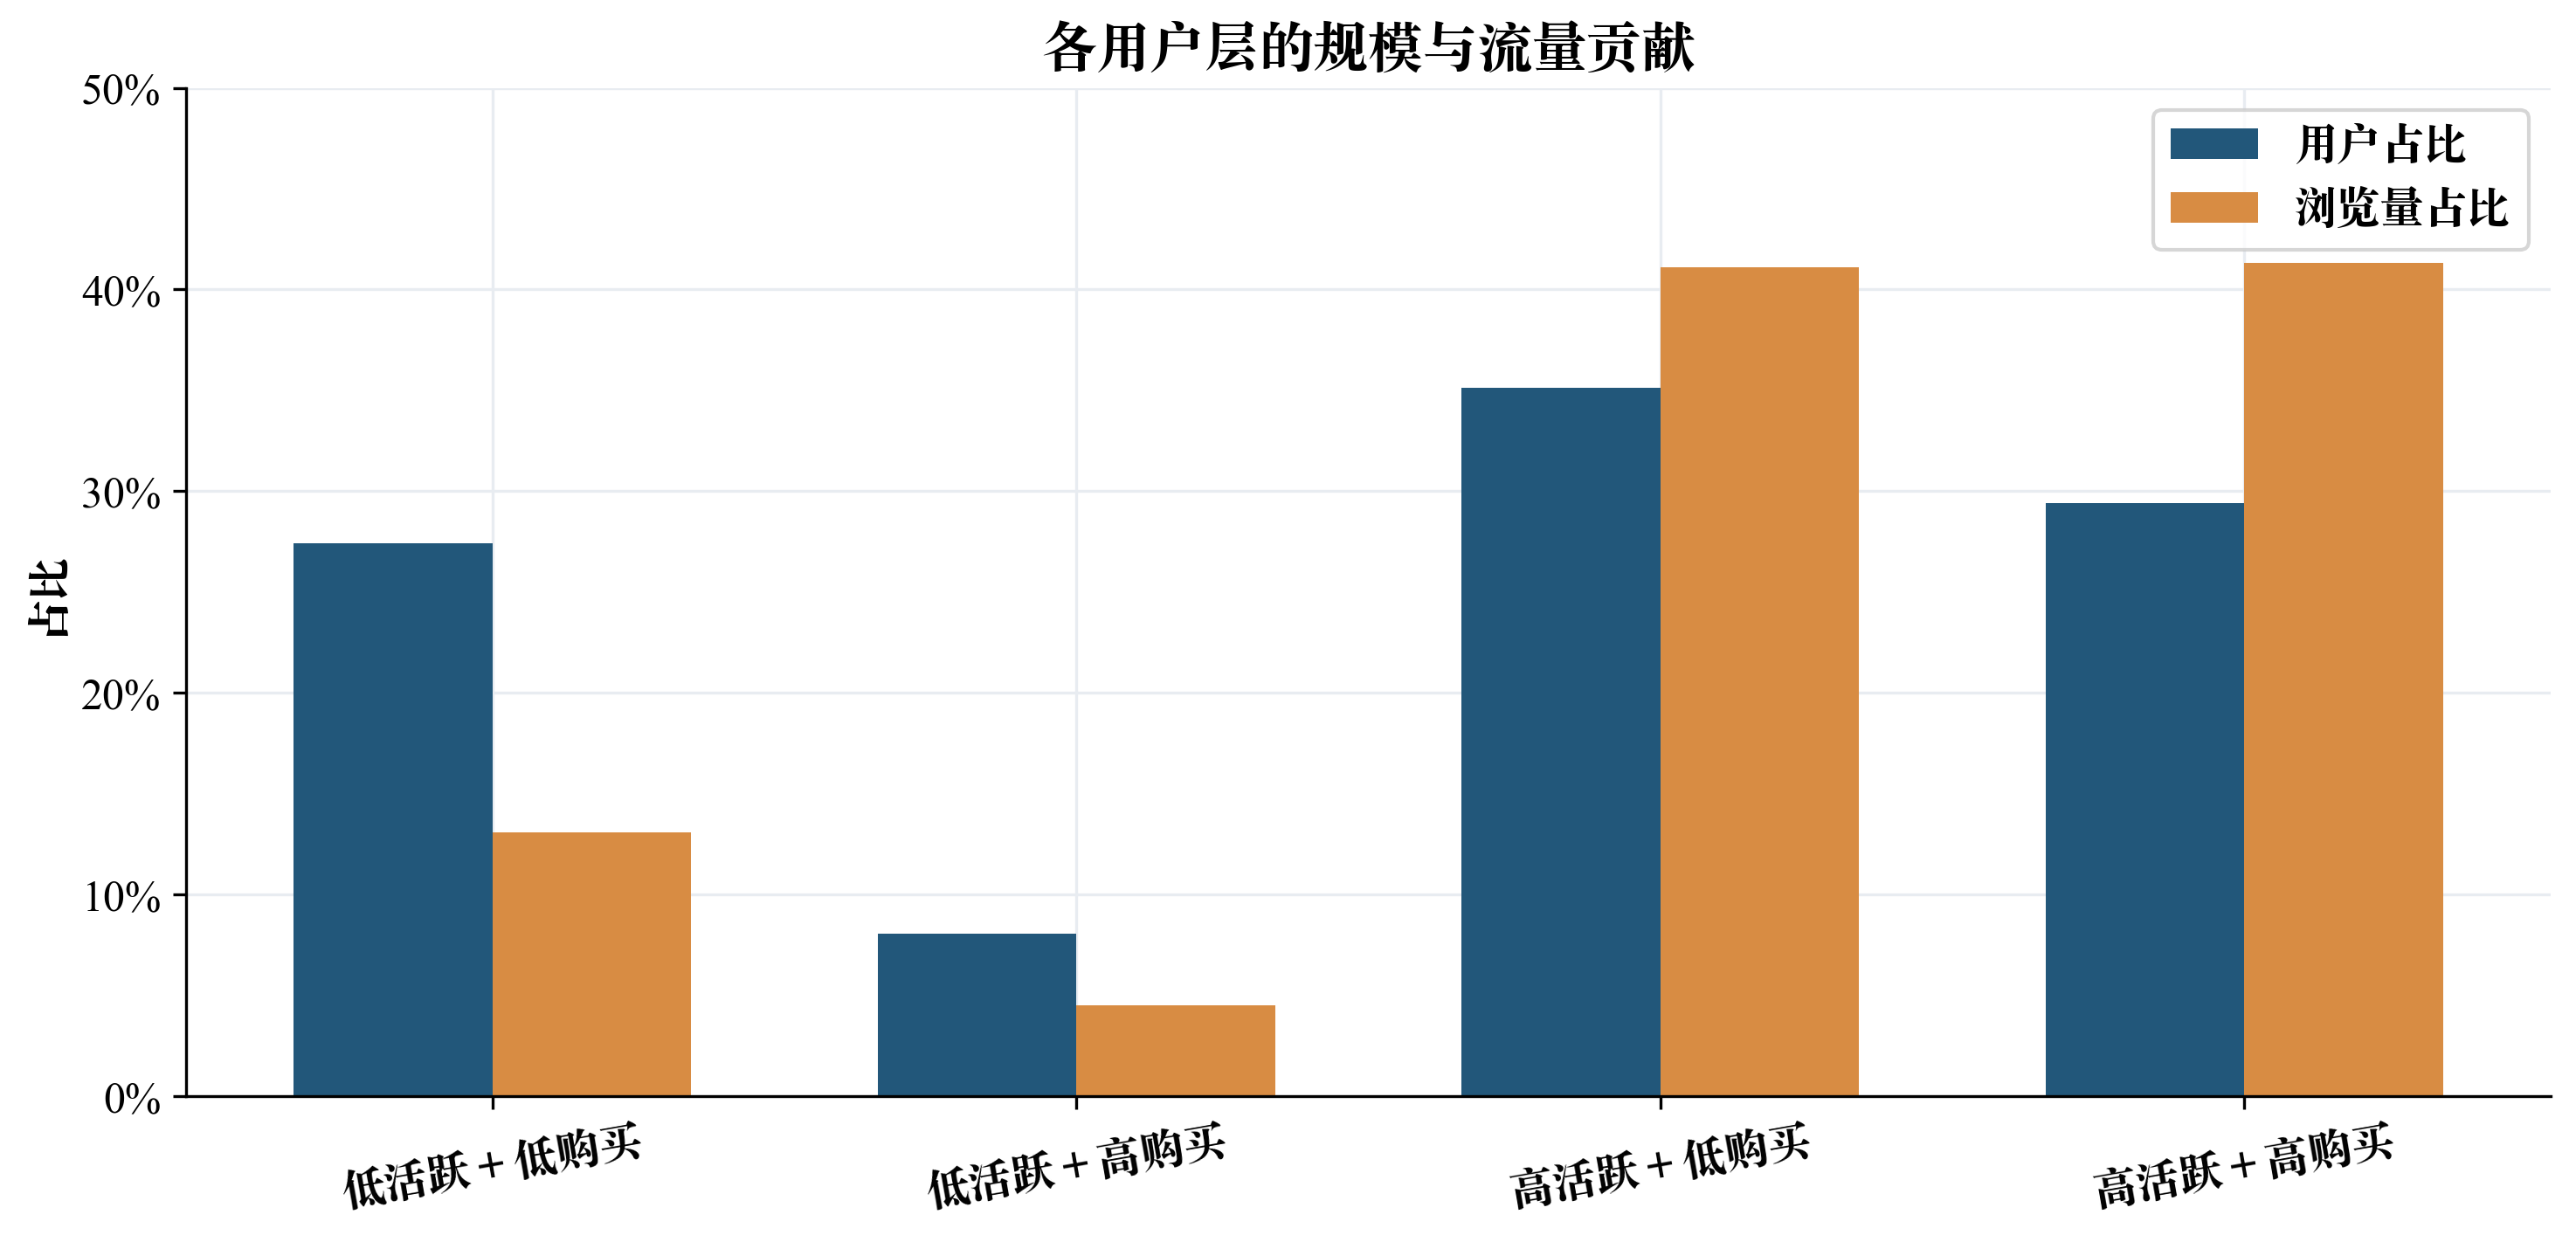 各用户层的规模与流量贡献
用户占比
浏览量占比
占比
50%
40%
30%
20%
10%
0%
低活跃 + 低购买
低活跃 + 高购买
高活跃 + 低购买
高活跃 + 高购买